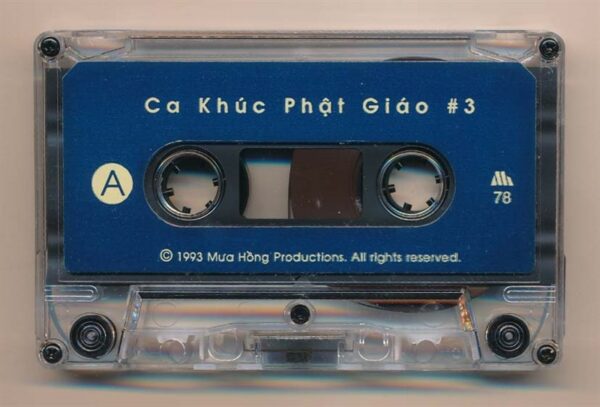 Ca Khúc Phật Giáo #3
A
78
© 1993 Mưa Hồng Productions. All rights reserved.